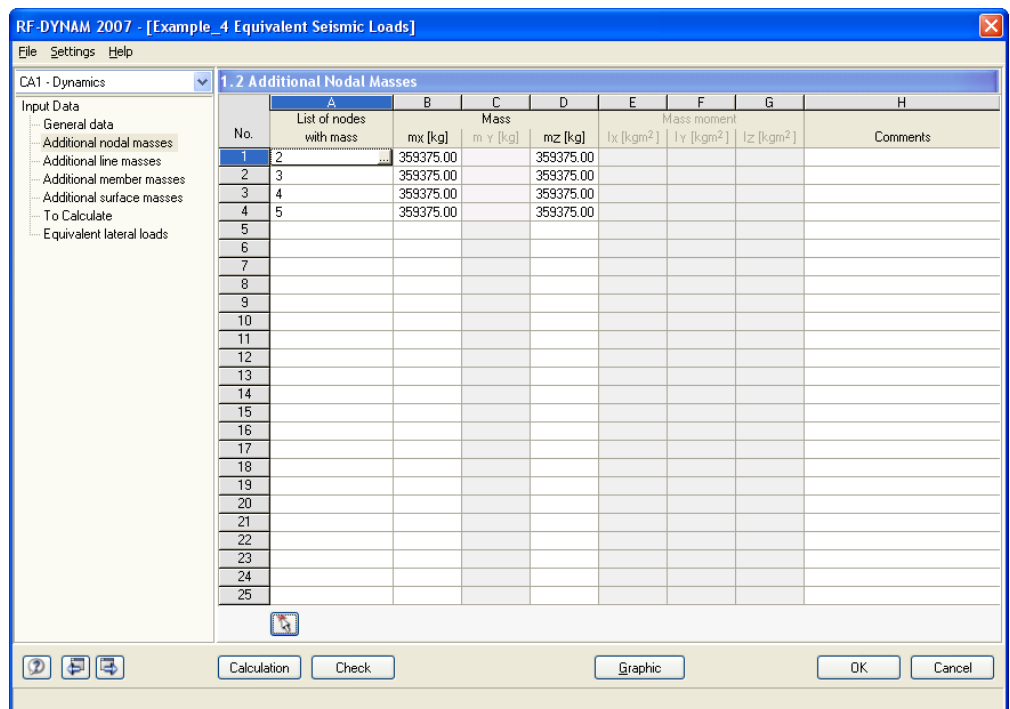 RF-DYNAM 2007 - [Example_4 Equivalent Seismic Loads]
File Settings Help
CA1 - Dynamics
Input Data
General data
Additional nodal masses
Additional line masses
Additional member masses
Additional surface masses
To Calculate
Equivalent lateral loads
1.2 Additional Nodal Masses
A B C D E F G H
List of nodes Mass Mass moment
No. with mass mX [kg] m Y [kg] mZ [kg] IX [kgm2] I Y [kgm2] IZ [kgm2] Comments
1 2 ... 359375.00 359375.00
2 3 359375.00 359375.00
3 4 359375.00 359375.00
4 5 359375.00 359375.00
5
6
7
8
9
10
11
12
13
14
15
16
17
18
19
20
21
22
23
24
25
Calculation Check Graphic OK Cancel